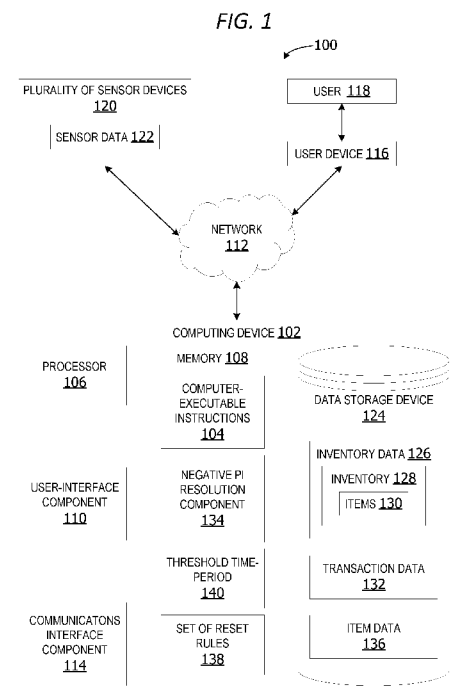 FIG. 1
100
PLURALITY OF SENSOR DEVICES
120
SENSOR DATA 122
USER 118
USER DEVICE 116
NETWORK
112
COMPUTING DEVICE 102
PROCESSOR
106
MEMORY 108
COMPUTER-
EXECUTABLE
INSTRUCTIONS
104
DATA STORAGE DEVICE
124
USER-INTERFACE
COMPONENT
110
NEGATIVE PI
RESOLUTION
COMPONENT
134
INVENTORY DATA 126
INVENTORY 128
ITEMS 130
THRESHOLD TIME-
PERIOD
140
TRANSACTION DATA
132
COMMUNICATONS
INTERFACE
COMPONENT
114
SET OF RESET
RULES
138
ITEM DATA
136